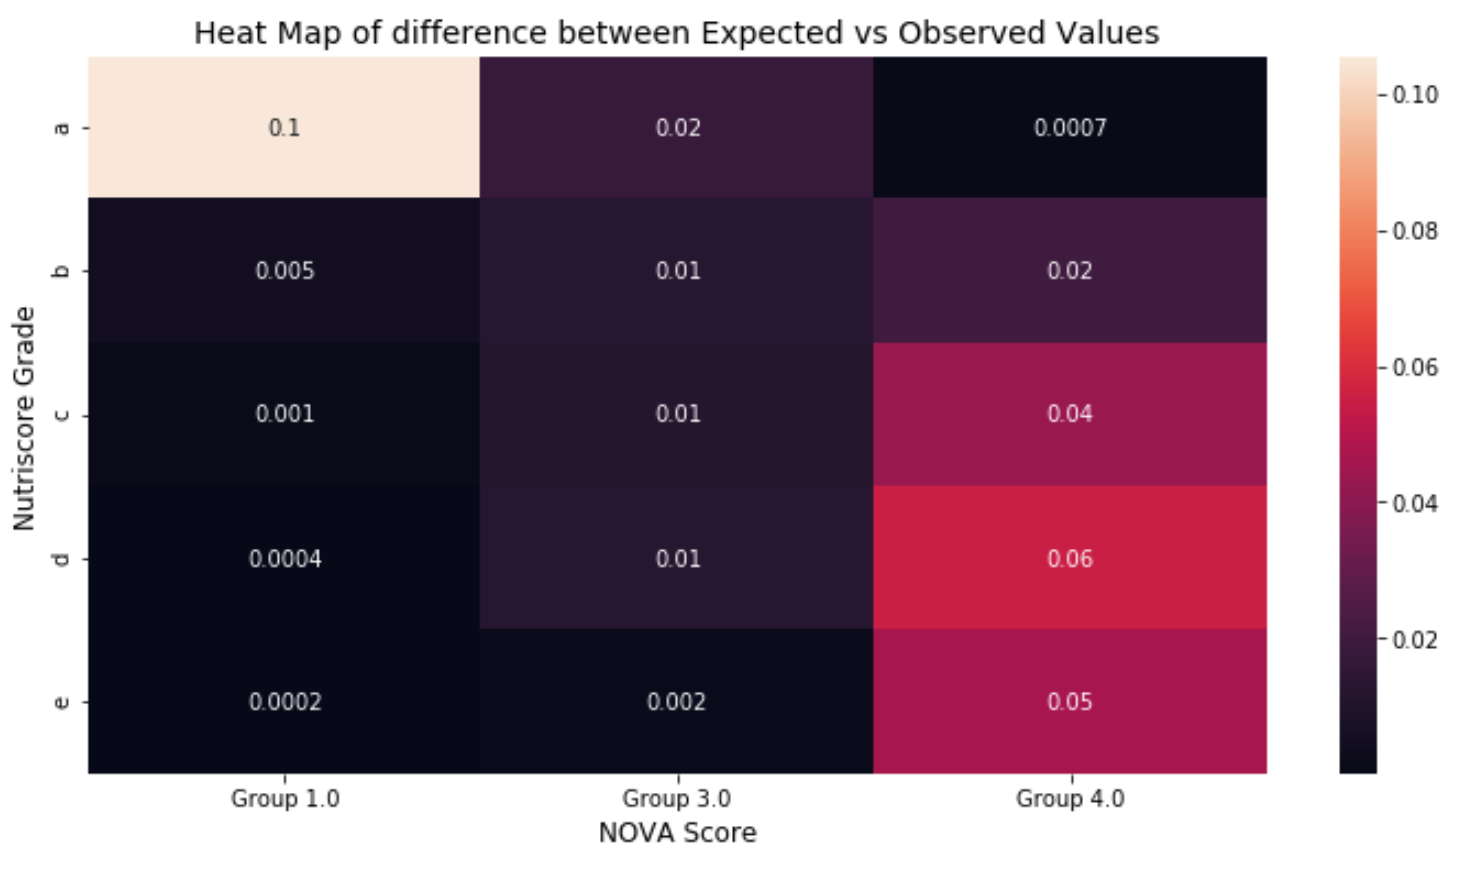 Heat Map of difference between Expected vs Observed Values
Nutriscore Grade
a 0.1 0.02 0.0007
b 0.005 0.01 0.02
c 0.001 0.01 0.04
d 0.0004 0.01 0.06
e 0.0002 0.002 0.05
Group 1.0 Group 3.0 Group 4.0
NOVA Score
0.10
0.08
0.06
0.04
0.02